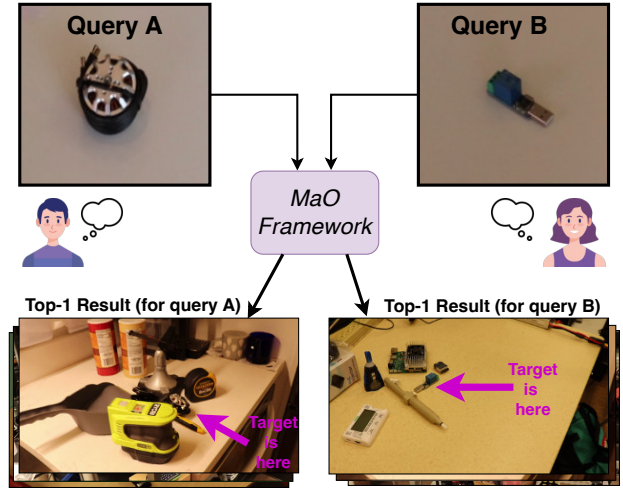 Query A
Query B
MaO
Framework
Top-1 Result (for query A)
Top-1 Result (for query B)
Target
is
here
Target
is
here